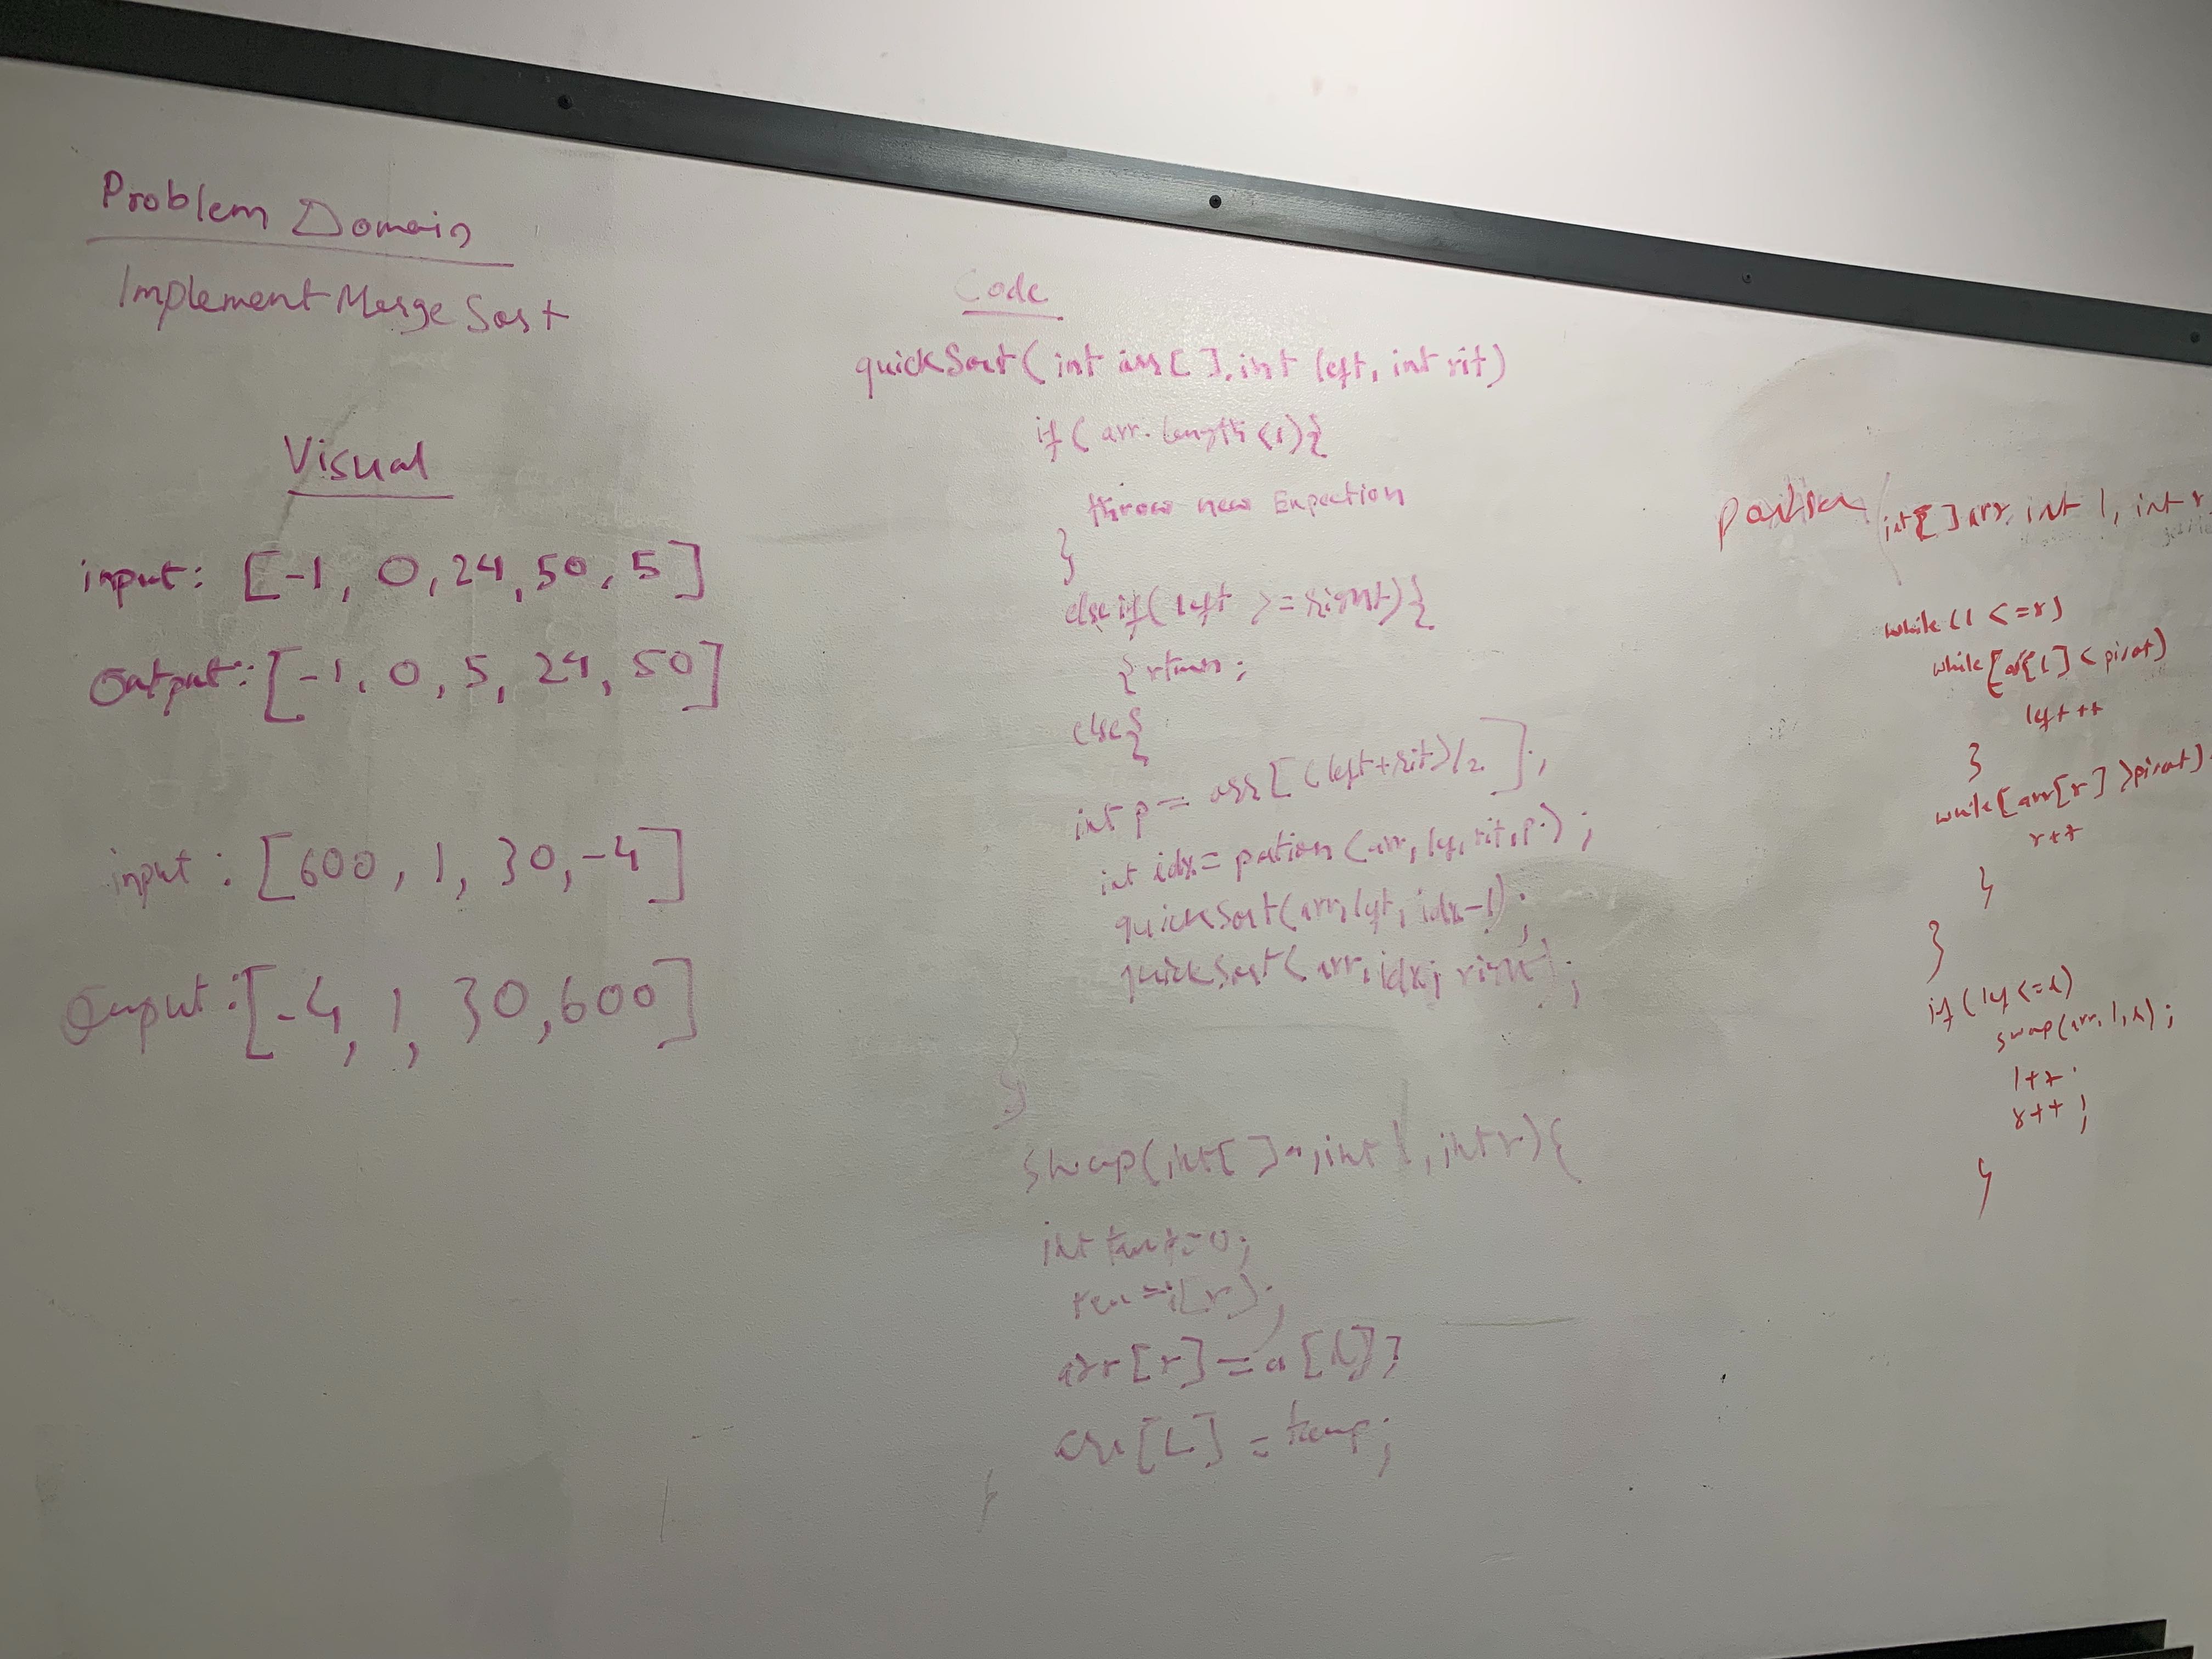 Problem Domain
Implement Merge Sort
Visual
input: [-1, 0, 24, 50, 5]
Output: [-1, 0, 5, 24, 50]
input: [600, 1, 30, -4]
Output: [-4, 1, 30, 600]
Code
quickSort(int arr[], int left, int rit)
if( arr.length <1){
throw new Expection
}
else if( left >= right){
{ return;
else{
int p = arr[(left+rit)/2];
int idx = pation (arr, lef, rit, p);
quickSort(arr, left, idx-1);
quickSort(arr, idx, right);
}
Swap(int[] a, int l, int r){
int temp=0;
arr[r] = a[l];
arr[L] = temp;
}
int[] arr, int l, int r
while(l <=r)
while[arr[l] < pivot)
left ++
}
while[arr[r] > pivot)
r++
}
}
if (lef <= r)
swap(arr, l, r);
l++
r++;
}